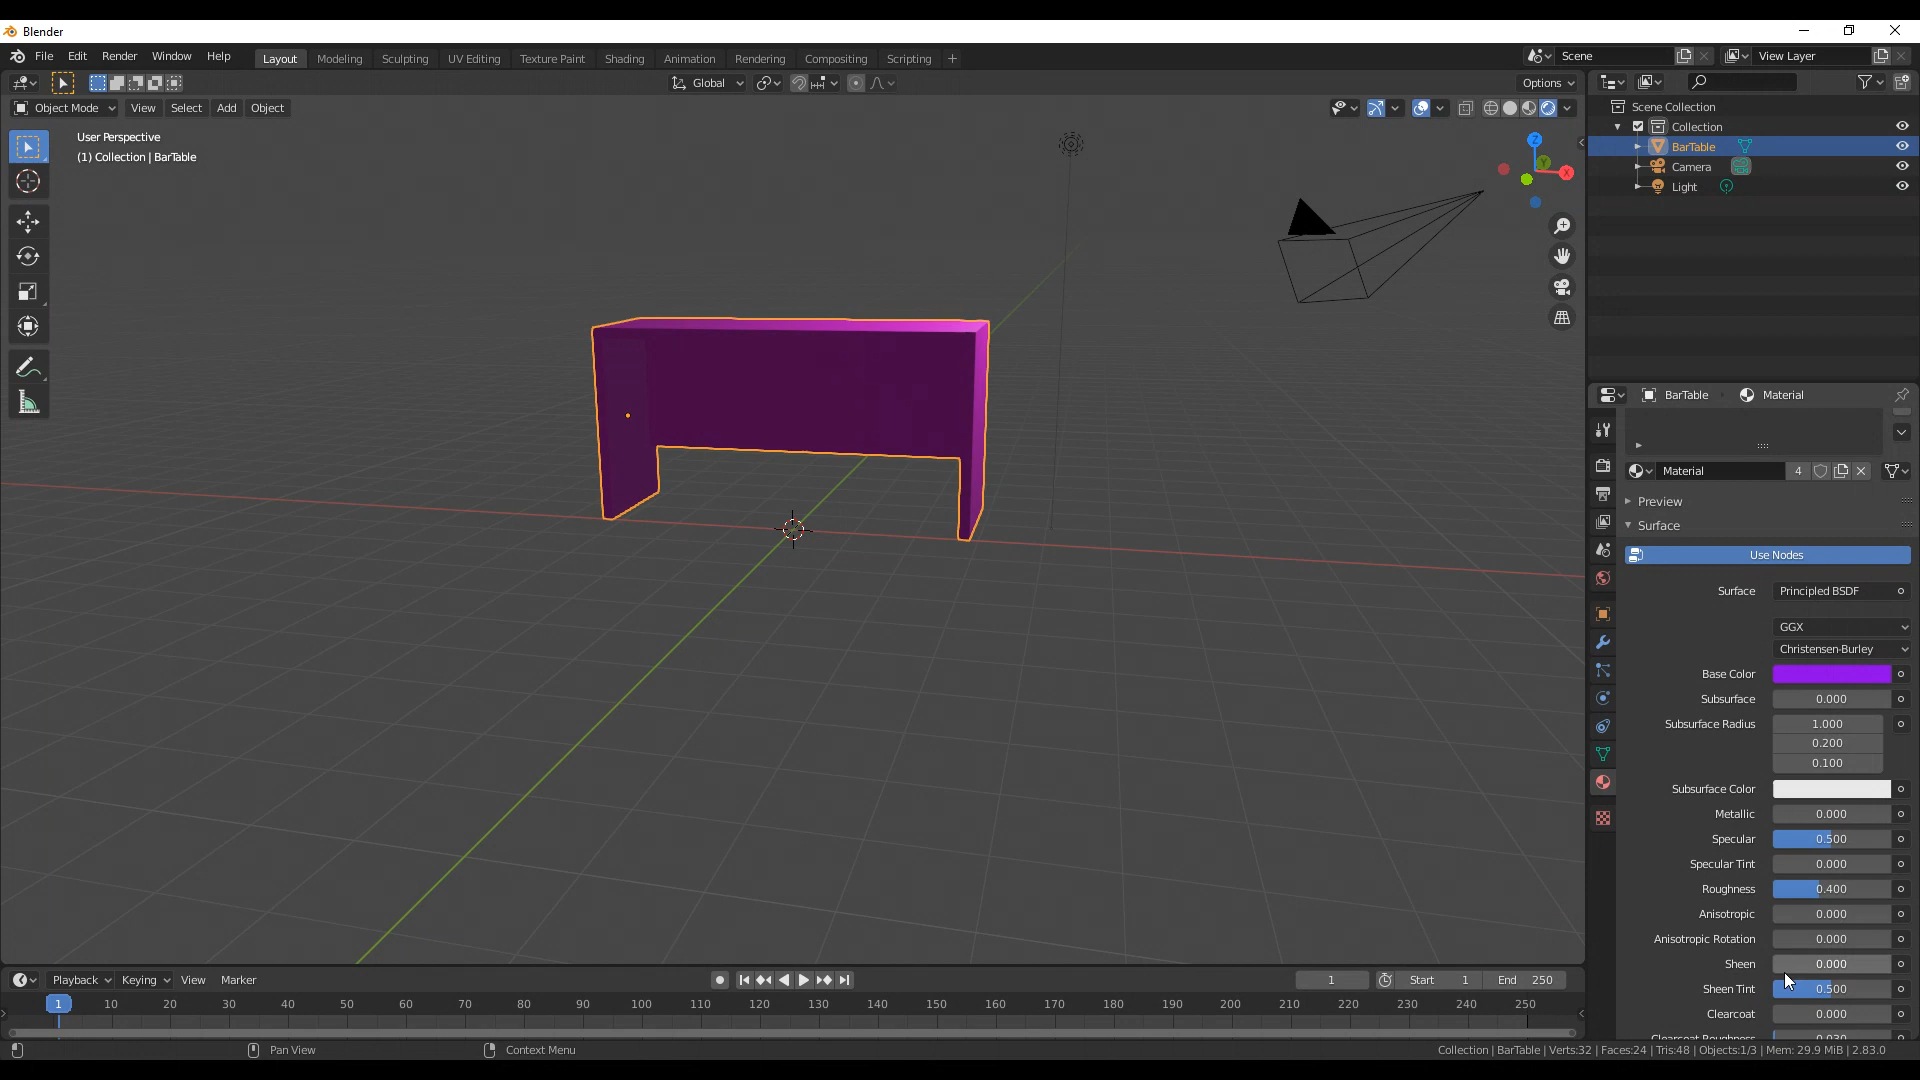 Blender
File Edit Render Window Help Layout Modeling Sculpting UV Editing Texture Paint Shading Animation Rendering Compositing Scripting + Scene View Layer
Global Options
Object Mode View Select Add Object
User Perspective
(1) Collection | BarTable
Z
Y
X
Scene Collection
Collection
BarTable
Camera
Light
BarTable Material
Material 4
Preview
Surface
Use Nodes
Surface Principled BSDF
GGX
Christensen-Burley
Base Color
Subsurface 0.000
Subsurface Radius 1.000
0.200
0.100
Subsurface Color
Metallic 0.000
Specular 0.500
Specular Tint 0.000
Roughness 0.400
Anisotropic 0.000
Anisotropic Rotation 0.000
Sheen 0.000
Sheen Tint 0.500
Clearcoat 0.000
Clearcoat Roughness 0.030
Playback Keying View Marker 1 Start 1 End 250
1 10 20 30 40 50 60 70 80 90 100 110 120 130 140 150 160 170 180 190 200 210 220 230 240 250
Pan View Context Menu Collection | BarTable | Verts:32 | Faces:24 | Tris:48 | Objects:1/3 | Mem: 29.9 MiB | 2.83.0